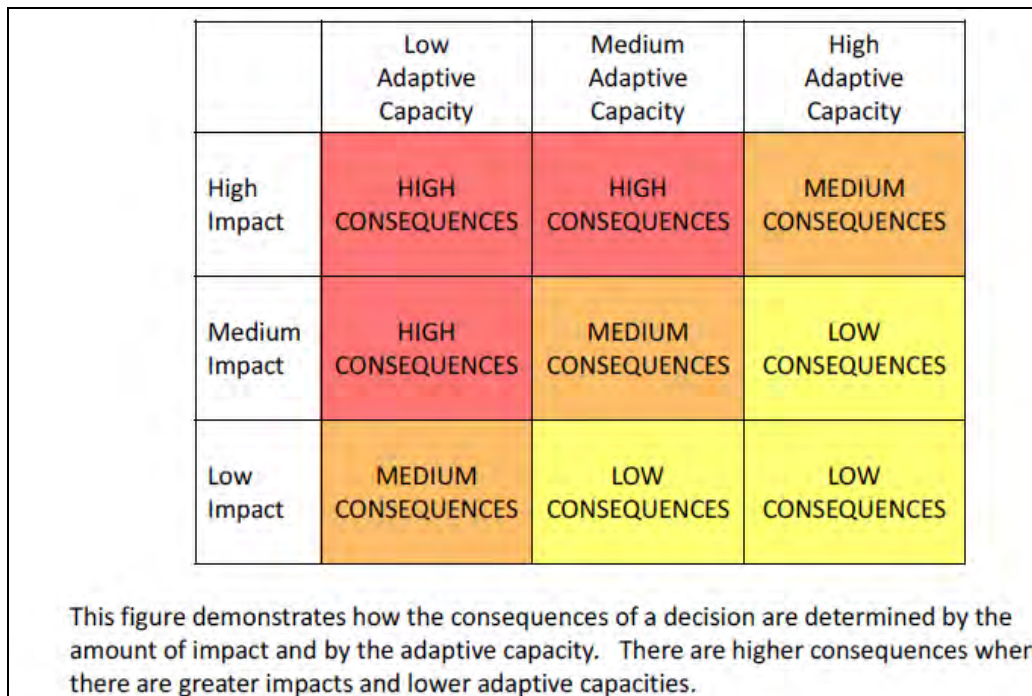 Low Adaptive Capacity
Medium Adaptive Capacity
High Adaptive Capacity
High Impact
HIGH CONSEQUENCES
HIGH CONSEQUENCES
MEDIUM CONSEQUENCES
Medium Impact
HIGH CONSEQUENCES
MEDIUM CONSEQUENCES
LOW CONSEQUENCES
Low Impact
MEDIUM CONSEQUENCES
LOW CONSEQUENCES
LOW CONSEQUENCES
This figure demonstrates how the consequences of a decision are determined by the
amount of impact and by the adaptive capacity. There are higher consequences when
there are greater impacts and lower adaptive capacities.